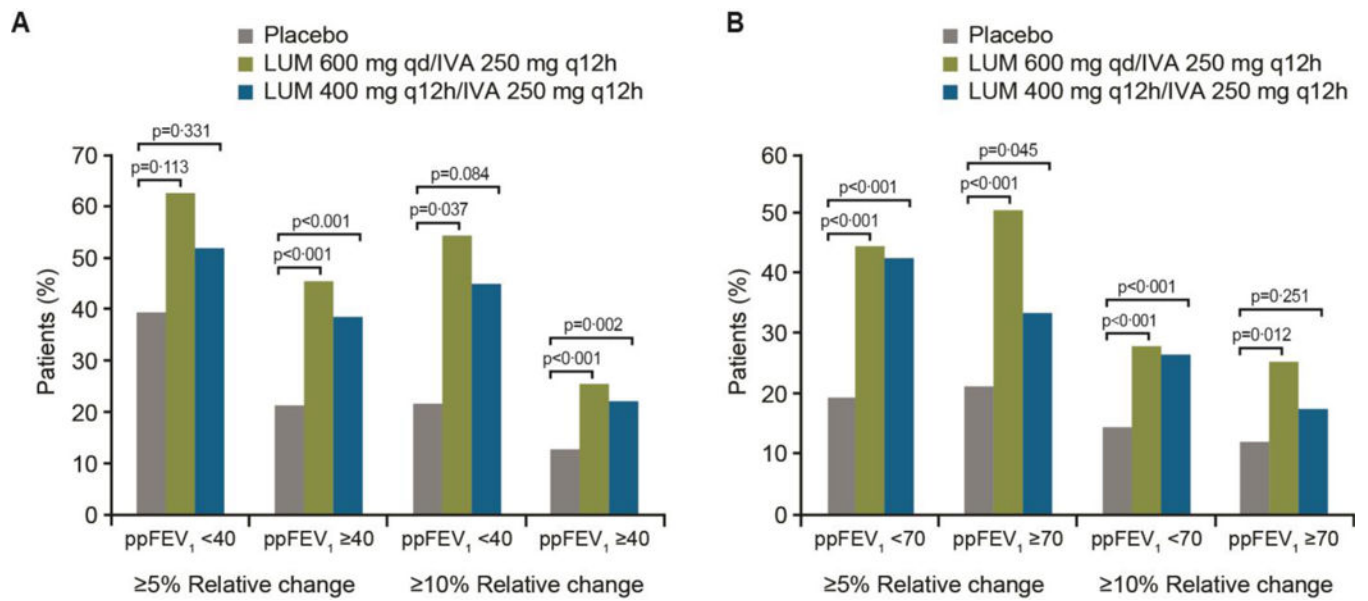 A
Placebo
LUM 600 mg qd/IVA 250 mg q12h
LUM 400 mg q12h/IVA 250 mg q12h
Patients (%)
70
60
50
40
30
20
10
0
p=0·331
p=0·113
p<0.001
p<0·001
p=0.084
p=0·037
p=0·002
p<0·001
ppFEV₁ <40
ppFEV₁ ≥40
ppFEV₁ <40
ppFEV₁ ≥40
≥5% Relative change
≥10% Relative change
B
Placebo
LUM 600 mg qd/IVA 250 mg q12h
LUM 400 mg q12h/IVA 250 mg q12h
Patients (%)
60
50
40
30
20
10
0
p<0·001
p<0·001
p=0·045
p<0·001
p<0·001
p<0·001
p=0·251
p=0·012
ppFEV₁ <70
ppFEV₁ ≥70
ppFEV₁ <70
ppFEV₁ ≥70
≥5% Relative change
≥10% Relative change